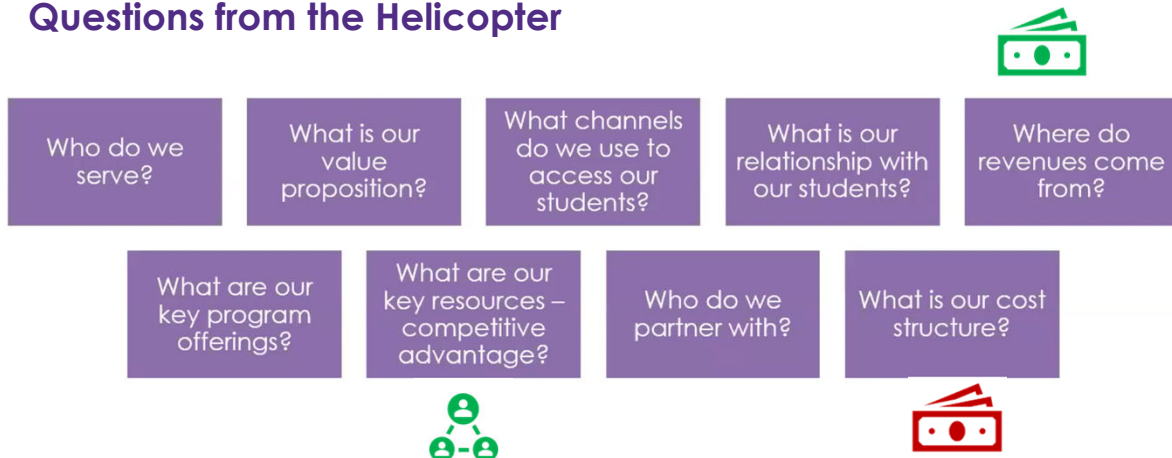 Questions from the Helicopter
Who do we
serve?
What is our
value
proposition?
What channels
do we use to
access our
students?
What is our
relationship with
our students?
Where do
revenues come
from?
What are our
key program
offerings?
What are our
key resources –
competitive
advantage?
Who do we
partner with?
What is our cost
structure?